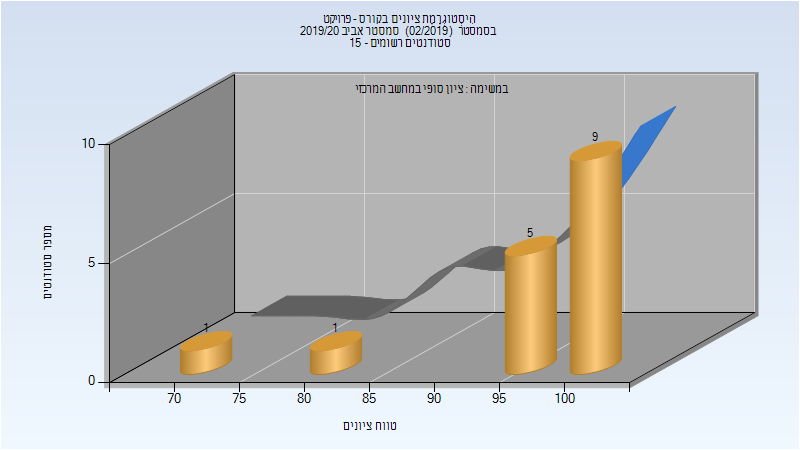 היסטוגרמת ציונים בקורס - פרויקט
בסמסטר (02/2019) סמסטר אביב 2019/20
סטודנטים רשומים - 15
במשימה : ציון סופי במחשב המרכזי
10
5
0
מספר סטודנטים
1
1
5
9
70
75
80
85
90
95
100
טווח ציונים